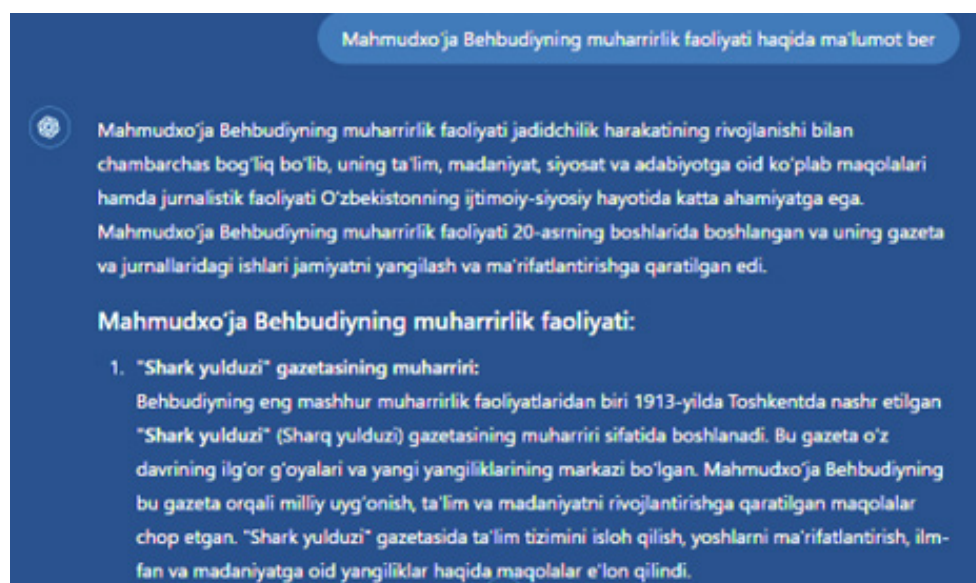 Mahmudxo'ja Behbudiyning muharrirlik faoliyati haqida ma'lumot ber
Mahmudxo'ja Behbudiyning muharrirlik faoliyati jadidchilik harakatining rivojlanishi bilan
chambarchas bog'liq bo'lib, uning ta'lim, madaniyat, siyosat va adabiyotga oid ko'plab maqolalari
hamda jurnalistik faoliyati O'zbekistonning ijtimoiy-siyosiy hayotida katta ahamiyatga ega.
Mahmudxo'ja Behbudiyning muharrirlik faoliyati 20-asrning boshlarida boshlangan va uning gazeta
va jurnallaridagi ishlari jamiyatni yangilash va ma'rifatlantirishga qaratilgan edi.
Mahmudxo'ja Behbudiyning muharrirlik faoliyati:
1. "Shark yulduzi" gazetasining muharriri:
Behbudiyning eng mashhur muharrirlik faoliyatlaridan biri 1913-yilda Toshkentda nashr etilgan
"Shark yulduzi" (Sharq yulduzi) gazetasining muharriri sifatida boshlanadi. Bu gazeta o'z
davrining ilg'or g'oyalari va yangi yangiliklarining markazi bo'lgan. Mahmudxo'ja Behbudiyning
bu gazeta orqali milliy uyg'onish, ta'lim va madaniyatni rivojlantirishga qaratilgan maqolalar
chop etgan. "Shark yulduzi" gazetasida ta'lim tizimini isloh qilish, yoshlarni ma'rifatlantirish, ilm-
fan va madaniyatga oid yangiliklar haqida maqolalar e'lon qilindi.